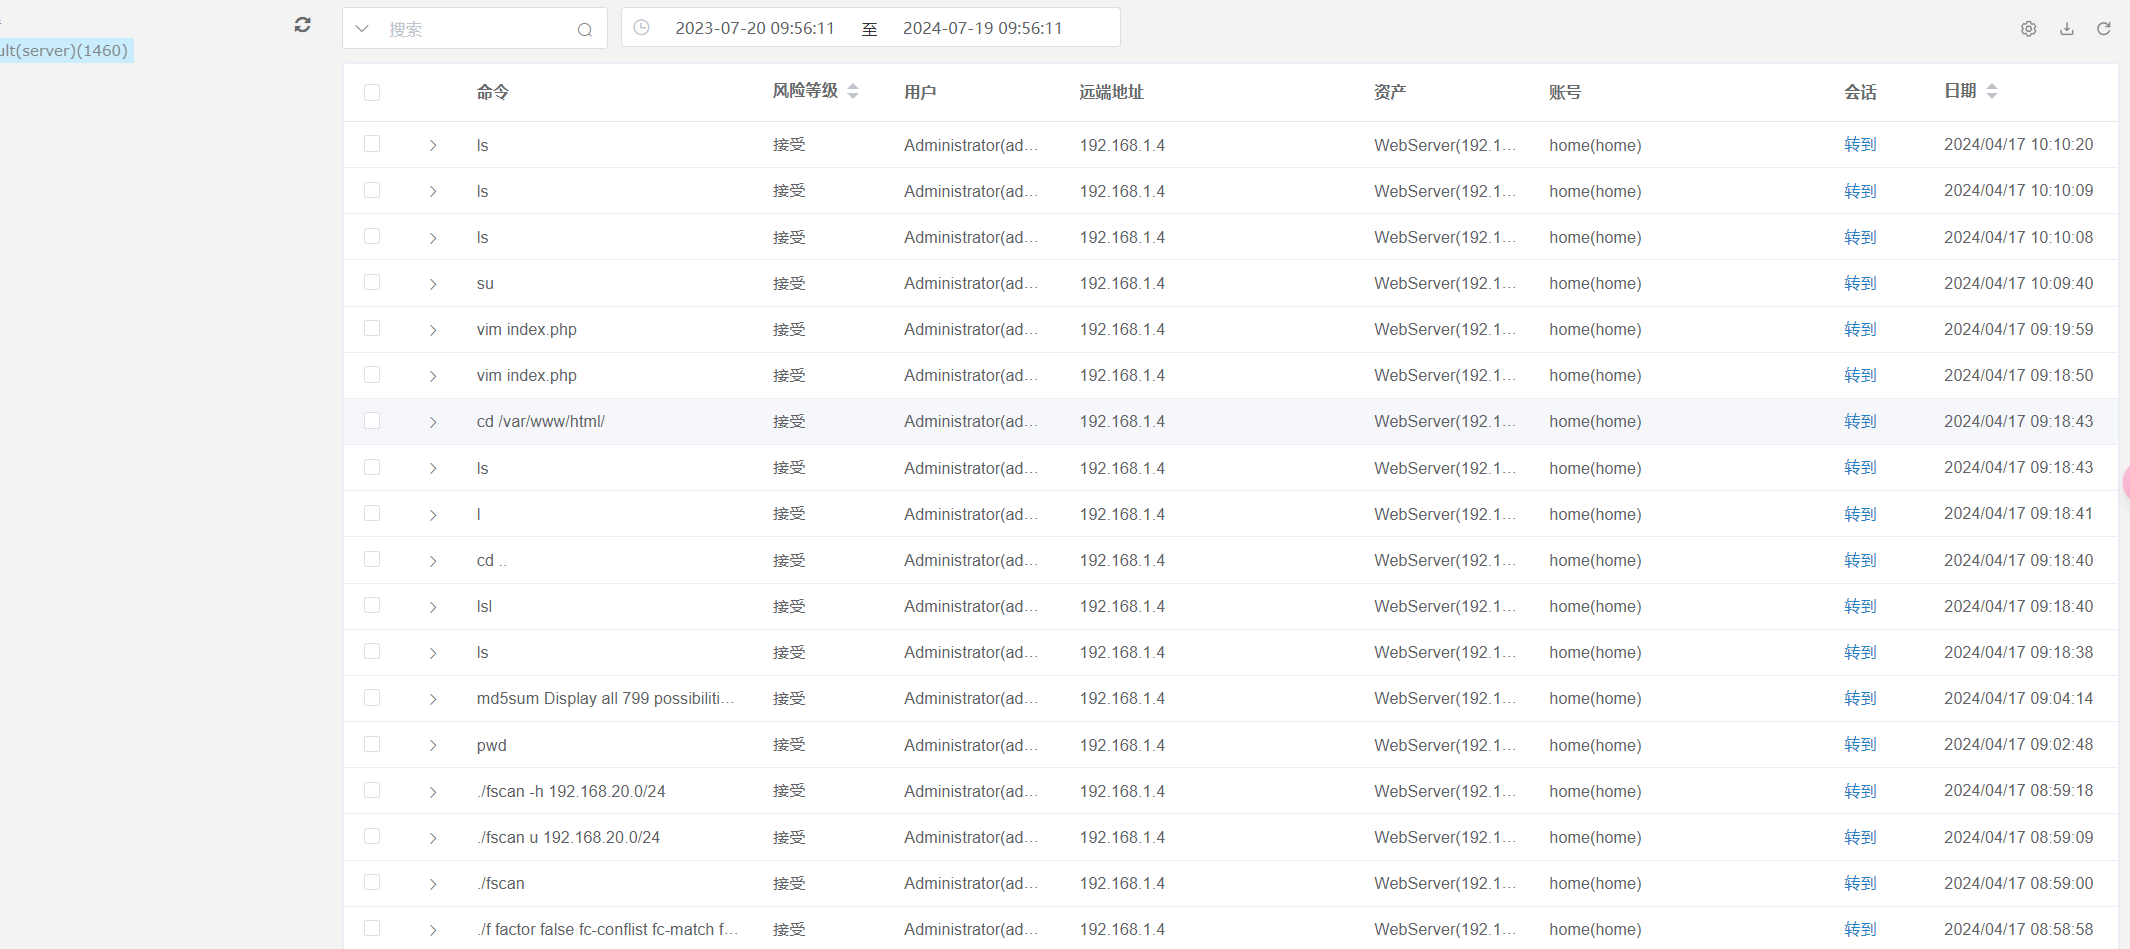 ult(server)(1460)
搜索 2023-07-20 09:56:11 至 2024-07-19 09:56:11
命令 风险等级 用户 远端地址 资产 账号 会话 日期
ls 接受 Administrator(ad... 192.168.1.4 WebServer(192.1... home(home) 转到 2024/04/17 10:10:20
ls 接受 Administrator(ad... 192.168.1.4 WebServer(192.1... home(home) 转到 2024/04/17 10:10:09
ls 接受 Administrator(ad... 192.168.1.4 WebServer(192.1... home(home) 转到 2024/04/17 10:10:08
su 接受 Administrator(ad... 192.168.1.4 WebServer(192.1... home(home) 转到 2024/04/17 10:09:40
vim index.php 接受 Administrator(ad... 192.168.1.4 WebServer(192.1... home(home) 转到 2024/04/17 09:19:59
vim index.php 接受 Administrator(ad... 192.168.1.4 WebServer(192.1... home(home) 转到 2024/04/17 09:18:50
cd /var/www/html/ 接受 Administrator(ad... 192.168.1.4 WebServer(192.1... home(home) 转到 2024/04/17 09:18:43
ls 接受 Administrator(ad... 192.168.1.4 WebServer(192.1... home(home) 转到 2024/04/17 09:18:43
l 接受 Administrator(ad... 192.168.1.4 WebServer(192.1... home(home) 转到 2024/04/17 09:18:41
cd .. 接受 Administrator(ad... 192.168.1.4 WebServer(192.1... home(home) 转到 2024/04/17 09:18:40
lsl 接受 Administrator(ad... 192.168.1.4 WebServer(192.1... home(home) 转到 2024/04/17 09:18:40
ls 接受 Administrator(ad... 192.168.1.4 WebServer(192.1... home(home) 转到 2024/04/17 09:18:38
md5sum Display all 799 possibiliti... 接受 Administrator(ad... 192.168.1.4 WebServer(192.1... home(home) 转到 2024/04/17 09:04:14
pwd 接受 Administrator(ad... 192.168.1.4 WebServer(192.1... home(home) 转到 2024/04/17 09:02:48
./fscan -h 192.168.20.0/24 接受 Administrator(ad... 192.168.1.4 WebServer(192.1... home(home) 转到 2024/04/17 08:59:18
./fscan u 192.168.20.0/24 接受 Administrator(ad... 192.168.1.4 WebServer(192.1... home(home) 转到 2024/04/17 08:59:09
./fscan 接受 Administrator(ad... 192.168.1.4 WebServer(192.1... home(home) 转到 2024/04/17 08:59:00
./f factor false fc-conflist fc-match f... 接受 Administrator(ad... 192.168.1.4 WebServer(192.1... home(home) 转到 2024/04/17 08:58:58